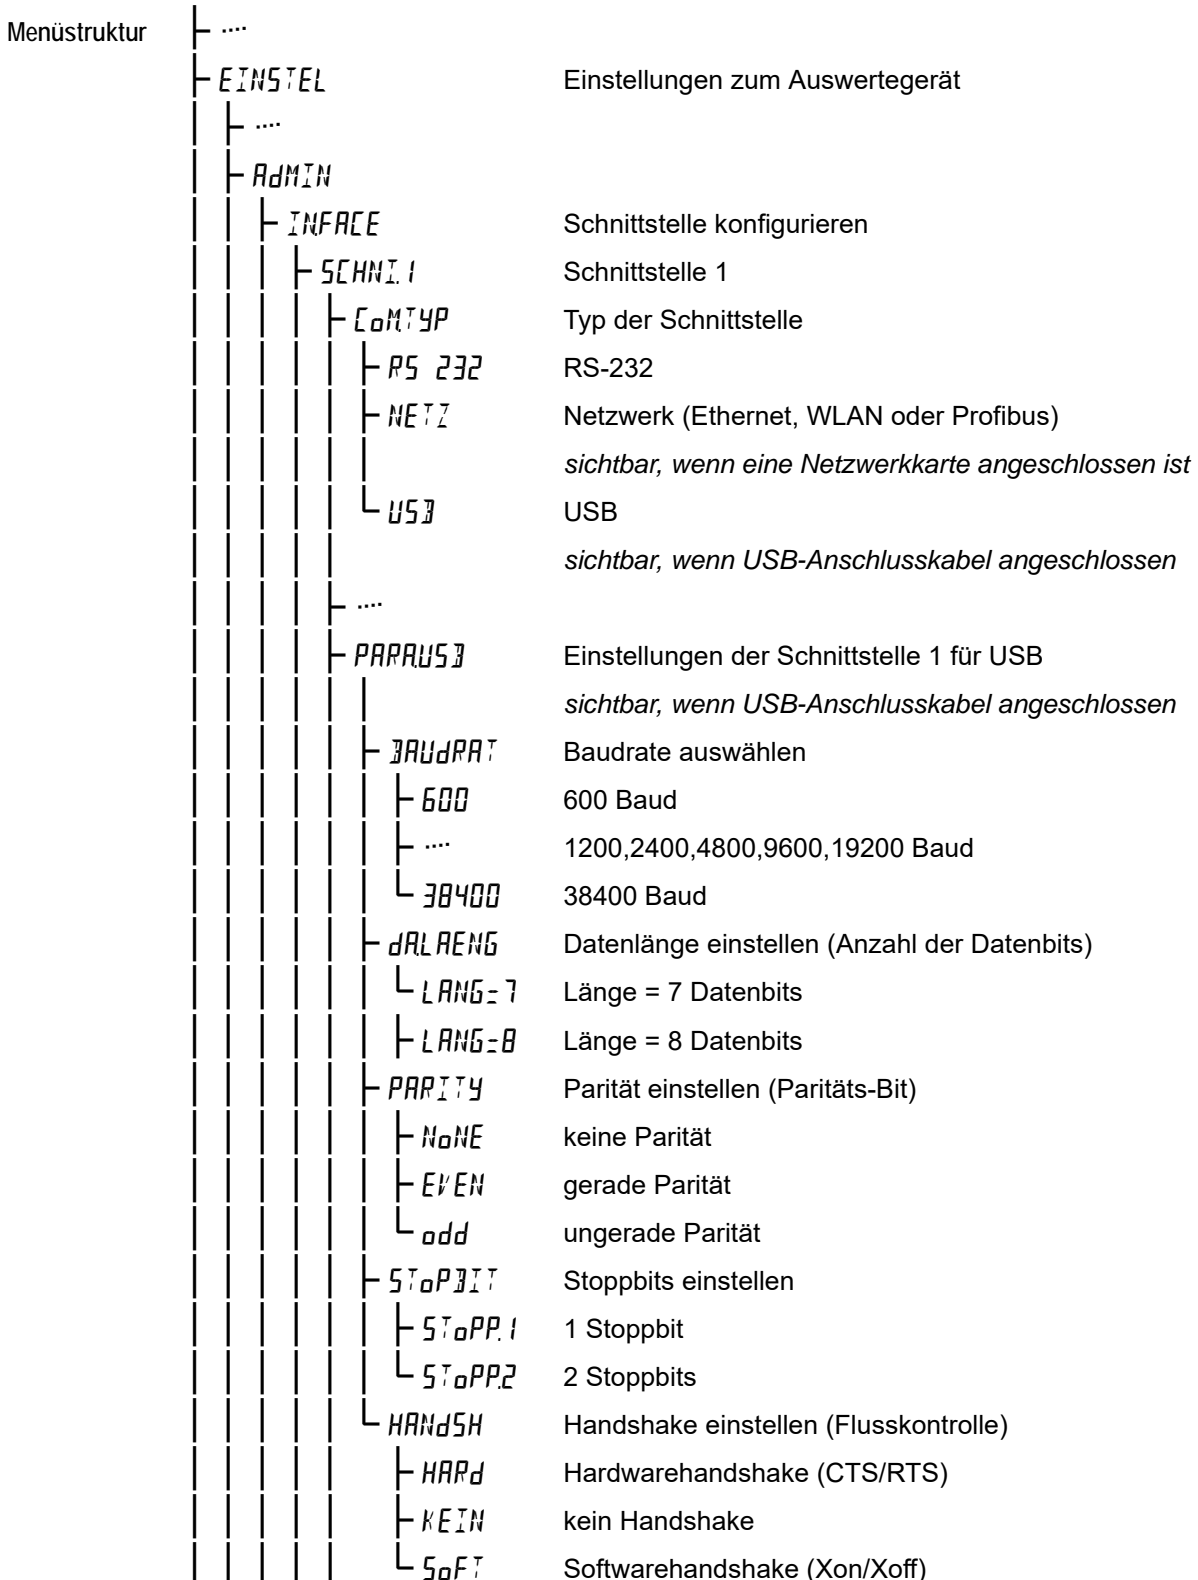 Menüstruktur ....
EINSTEL Einstellungen zum Auswertegerät
....
AdMIN
IN.FACE Schnittstelle konfigurieren
SCHNI.1 Schnittstelle 1
CoM.TYP Typ der Schnittstelle
RS 232 RS-232
NETZ Netzwerk (Ethernet, WLAN oder Profibus)
sichtbar, wenn eine Netzwerkkarte angeschlossen ist
USB USB
sichtbar, wenn USB-Anschlusskabel angeschlossen
....
PARA.USB Einstellungen der Schnittstelle 1 für USB
sichtbar, wenn USB-Anschlusskabel angeschlossen
BAUdRAT Baudrate auswählen
600 600 Baud
.... 1200,2400,4800,9600,19200 Baud
38400 38400 Baud
dA.LAENG Datenlänge einstellen (Anzahl der Datenbits)
LANG=7 Länge = 7 Datenbits
LANG=8 Länge = 8 Datenbits
PARITY Parität einstellen (Paritäts-Bit)
NoNE keine Parität
EVEN gerade Parität
odd ungerade Parität
SToPBIT Stoppbits einstellen
SToPP.1 1 Stoppbit
SToPP.2 2 Stoppbits
HANdSH Handshake einstellen (Flusskontrolle)
HARd Hardwarehandshake (CTS/RTS)
KEIN kein Handshake
SoFT Softwarehandshake (Xon/Xoff)